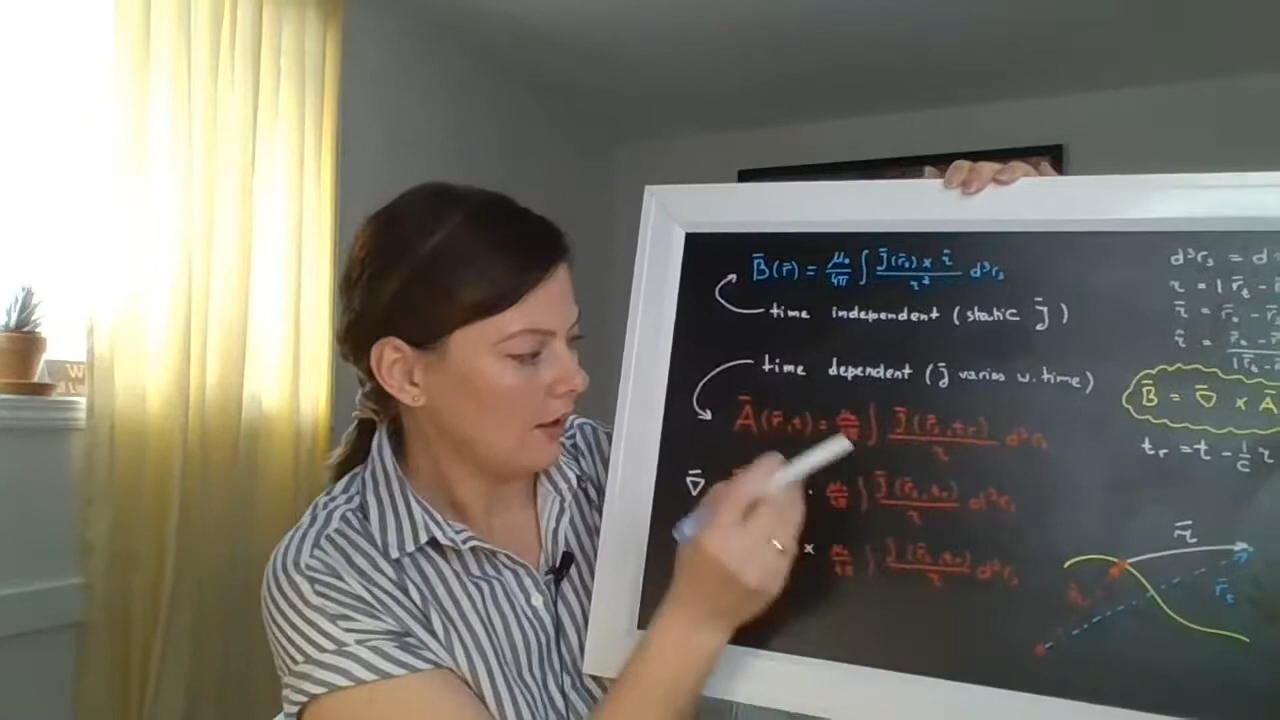 B̄(r̄) = μ₀/4π ∫ J̄(r̄ₛ) × r̂/r² d³rₛ
time independent (static J̄)
time dependent (J̄ varies w. time)
Ā(r̄,t) = μ₀/4π ∫ J̄(r̄ₛ,tᵣ)/r d³rₛ
∇̄ · μ₀/4π ∫ J̄(r̄ₛ,tᵣ)/r d³rₛ
× μ₀/4π ∫ J̄(r̄ₛ,tᵣ)/r d³rₛ
d³rₛ = d
r = |r̄
r̄ =
r̂ =
B̄ = ∇̄ × Ā
tᵣ = t - 1/c r
r̄
W